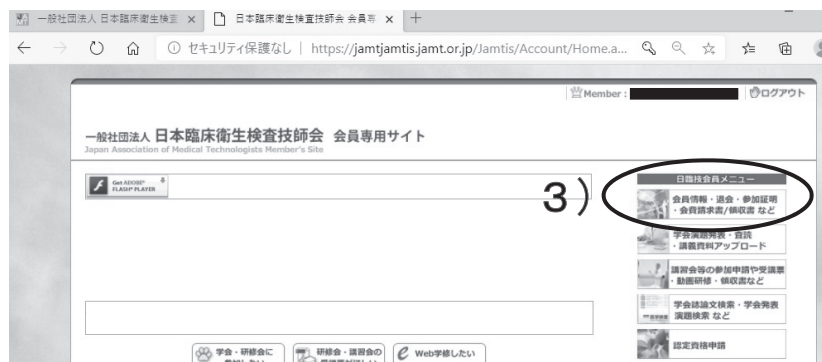 一般社団法人 日本臨床衛生検査 × 日本臨床衛生検査技師会 会員専 × +
セキュリティ保護なし | https://jamtjamtis.jamt.or.jp/Jamtis/Account/Home.a...
Member : ログアウト
一般社団法人 日本臨床衛生検査技師会 会員専用サイト
Japan Association of Medical Technologists Member's Site
Get ADOBE® FLASH® PLAYER
3)
日臨技会員メニュー
会員情報・退会・参加証明
・会費請求書/領収書 など
学会演題発表・査読
・講義資料アップロード
講習会等の参加申請や受講票
・動画研修・領収書など
学会誌論文検索・学会発表
演題検索 など
認定資格申請
学会・研修会に
研修会・講習会の
Web学修したい